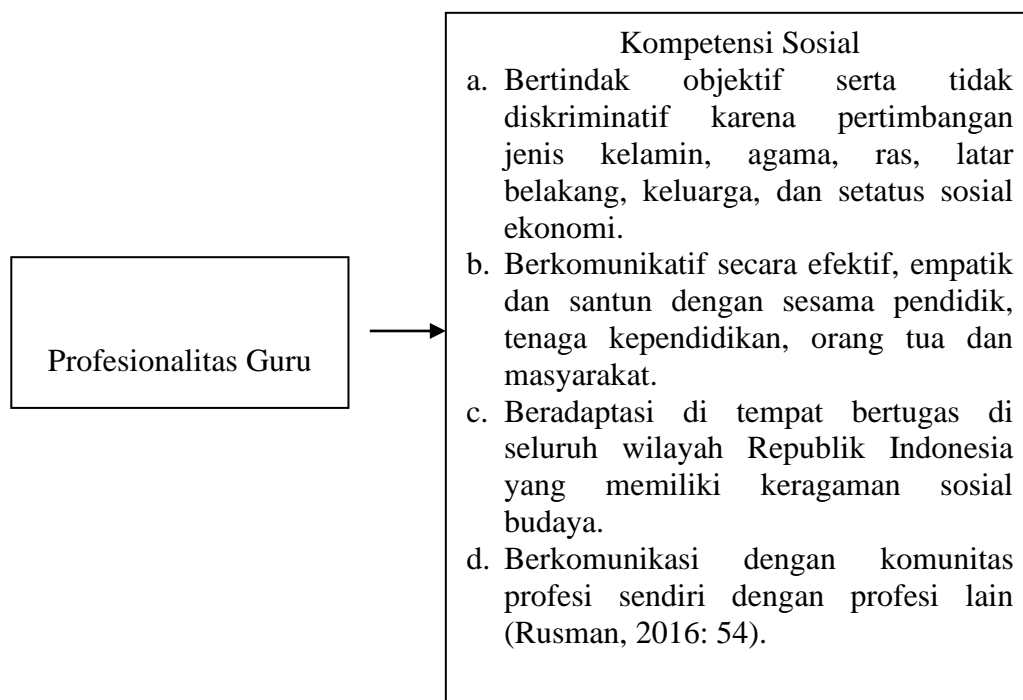 Profesionalitas Guru
Kompetensi Sosial
a. Bertindak objektif serta tidak
diskriminatif karena pertimbangan
jenis kelamin, agama, ras, latar
belakang, keluarga, dan setatus sosial
ekonomi.
b. Berkomunikatif secara efektif, empatik
dan santun dengan sesama pendidik,
tenaga kependidikan, orang tua dan
masyarakat.
c. Beradaptasi di tempat bertugas di
seluruh wilayah Republik Indonesia
yang memiliki keragaman sosial
budaya.
d. Berkomunikasi dengan komunitas
profesi sendiri dengan profesi lain
(Rusman, 2016: 54).